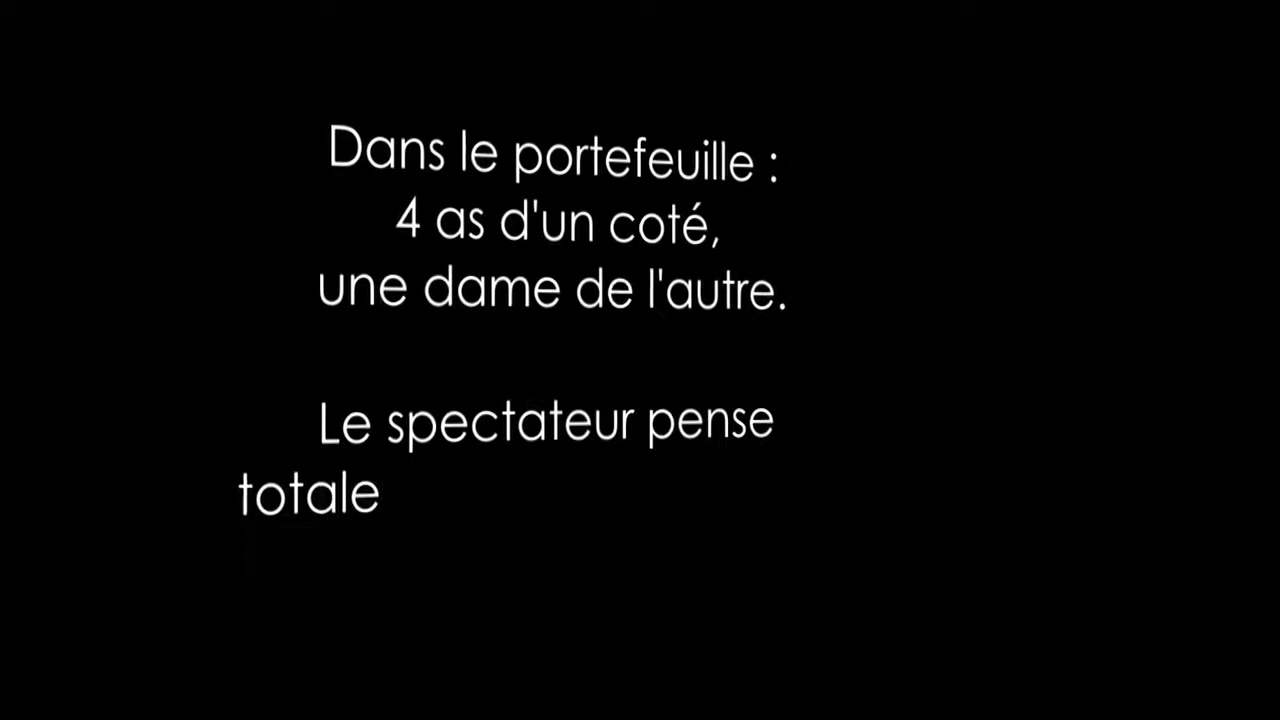 Dans le portefeuille :
4 as d'un coté,
une dame de l'autre.
Le spectateur pense
totale